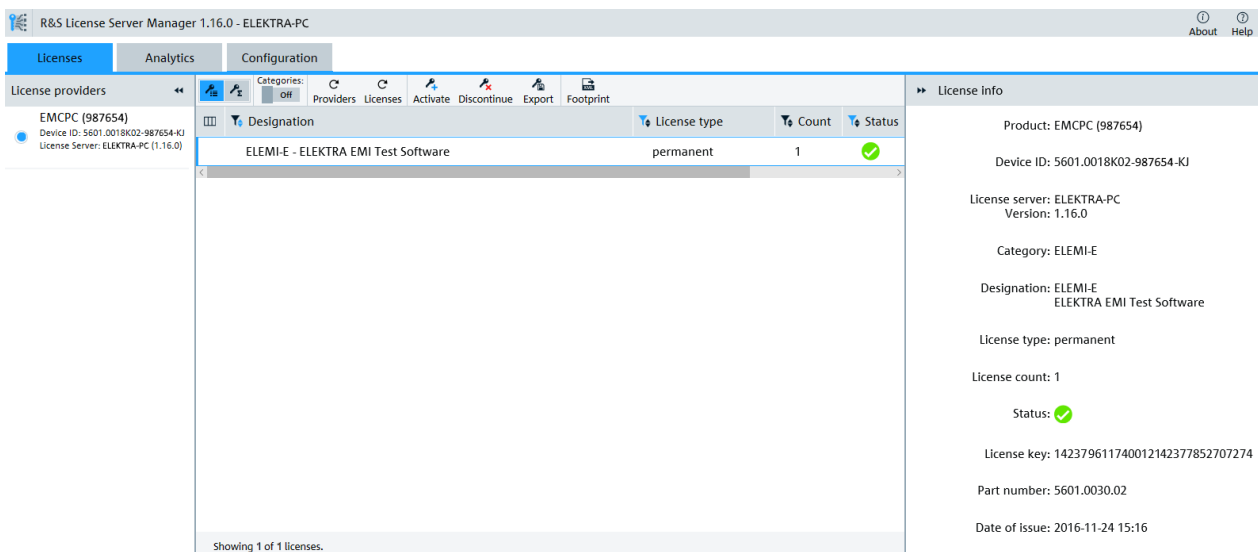 R&S License Server Manager 1.16.0 - ELEKTRA-PC
About Help
Licenses Analytics Configuration
License providers
EMCPC (987654)
Device ID: 5601.0018K02-987654-KJ
License Server: ELEKTRA-PC (1.16.0)
Categories:
Off
Providers Licenses Activate Discontinue Export Footprint
Designation License type Count Status
ELEMI-E - ELEKTRA EMI Test Software permanent 1
Showing 1 of 1 licenses.
License info
Product: EMCPC (987654)
Device ID: 5601.0018K02-987654-KJ
License server: ELEKTRA-PC
Version: 1.16.0
Category: ELEMI-E
Designation: ELEMI-E
ELEKTRA EMI Test Software
License type: permanent
License count: 1
Status:
License key: 142379611740012142377852707274
Part number: 5601.0030.02
Date of issue: 2016-11-24 15:16